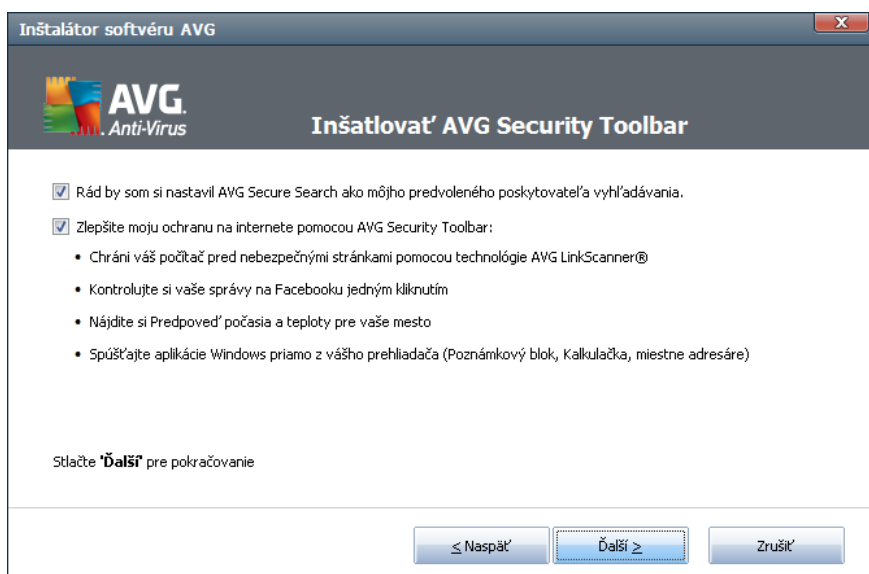 Inštalátor softvéru AVG
AVG.
Anti-Virus
Inšatlovať AVG Security Toolbar
Rád by som si nastavil AVG Secure Search ako môjho predvoleného poskytovateľa vyhľadávania.
Zlepšite moju ochranu na internete pomocou AVG Security Toolbar:
• Chráni váš počítač pred nebezpečnými stránkami pomocou technológie AVG LinkScanner®
• Kontrolujte si vaše správy na Facebooku jedným kliknutím
• Nájdite si Predpoveď počasia a teploty pre vaše mesto
• Spúšťajte aplikácie Windows priamo z vášho prehliadača (Poznámkový blok, Kalkulačka, miestne adresáre)
Stlačte 'Ďalší' pre pokračovanie
< Naspäť
Ďalší >
Zrušiť